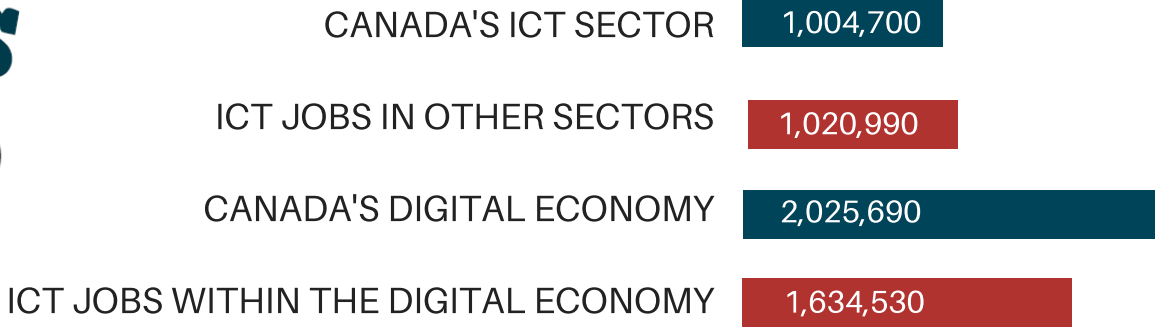 CANADA'S ICT SECTOR 1,004,700
ICT JOBS IN OTHER SECTORS 1,020,990
CANADA'S DIGITAL ECONOMY 2,025,690
ICT JOBS WITHIN THE DIGITAL ECONOMY 1,634,530